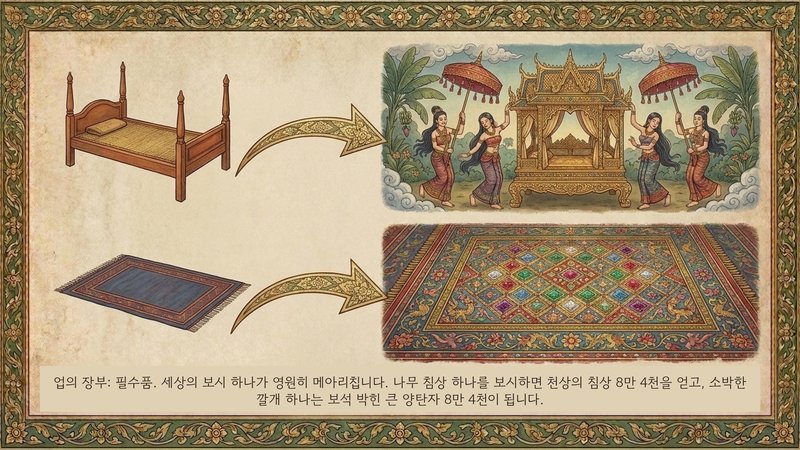 업의 장부: 필수품. 세상의 보시 하나가 영원히 메아리칩니다. 나무 침상 하나를 보시하면 천상의 침상 8만 4천을 얻고, 소박한
깔개 하나는 보석 박힌 큰 양탄자 8만 4천이 됩니다.